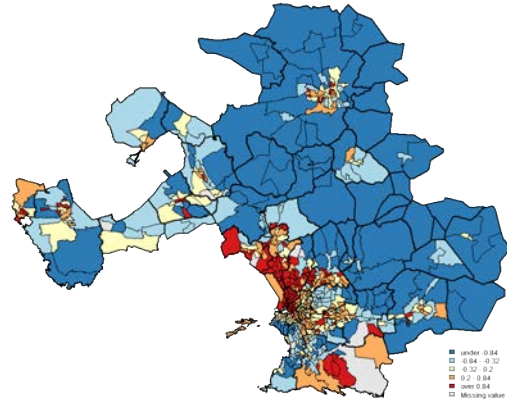 under -0.84
-0.84 - -0.32
-0.32 - 0.2
0.2 - 0.84
over 0.84
Missing value